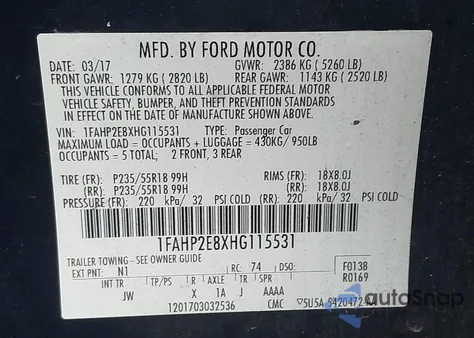 MFD. BY FORD MOTOR CO.
DATE: 03/17 GVWR: 2386 KG ( 5260 LB)
FRONT GAWR: 1279 KG ( 2820 LB) REAR GAWR: 1143 KG ( 2520 LB)
THIS VEHICLE CONFORMS TO ALL APPLICABLE FEDERAL MOTOR
VEHICLE SAFETY, BUMPER, AND THEFT PREVENTION STANDARDS
IN EFFECT ON THE DATE OF MANUFACTURE SHOWN ABOVE.
VIN: 1FAHP2E8XHG115531 TYPE: Passenger Car
MAXIMUM LOAD = OCCUPANTS + LUGGAGE = 430KG/ 950LB
OCCUPANTS = 5 TOTAL; 2 FRONT, 3 REAR
TIRE (FR): P235/55R18 99H RIMS (FR): 18X8.0J
(RR): P235/55R18 99H (RR): 18X8.0J
PRESSURE (FR): 220 kPa/ 32 PSI COLD (RR): 220 kPa/ 32 PSI COLD
1FAHP2E8XHG115531
TRAILER TOWING - SEE OWNER GUIDE
EXT PNT: N1 RC: 74 DSO: F0138
INT TR TP/PS R AXLE TR SPR R0169
JW X 1A J AAAA
1201703032536 CMC
AutoSnap